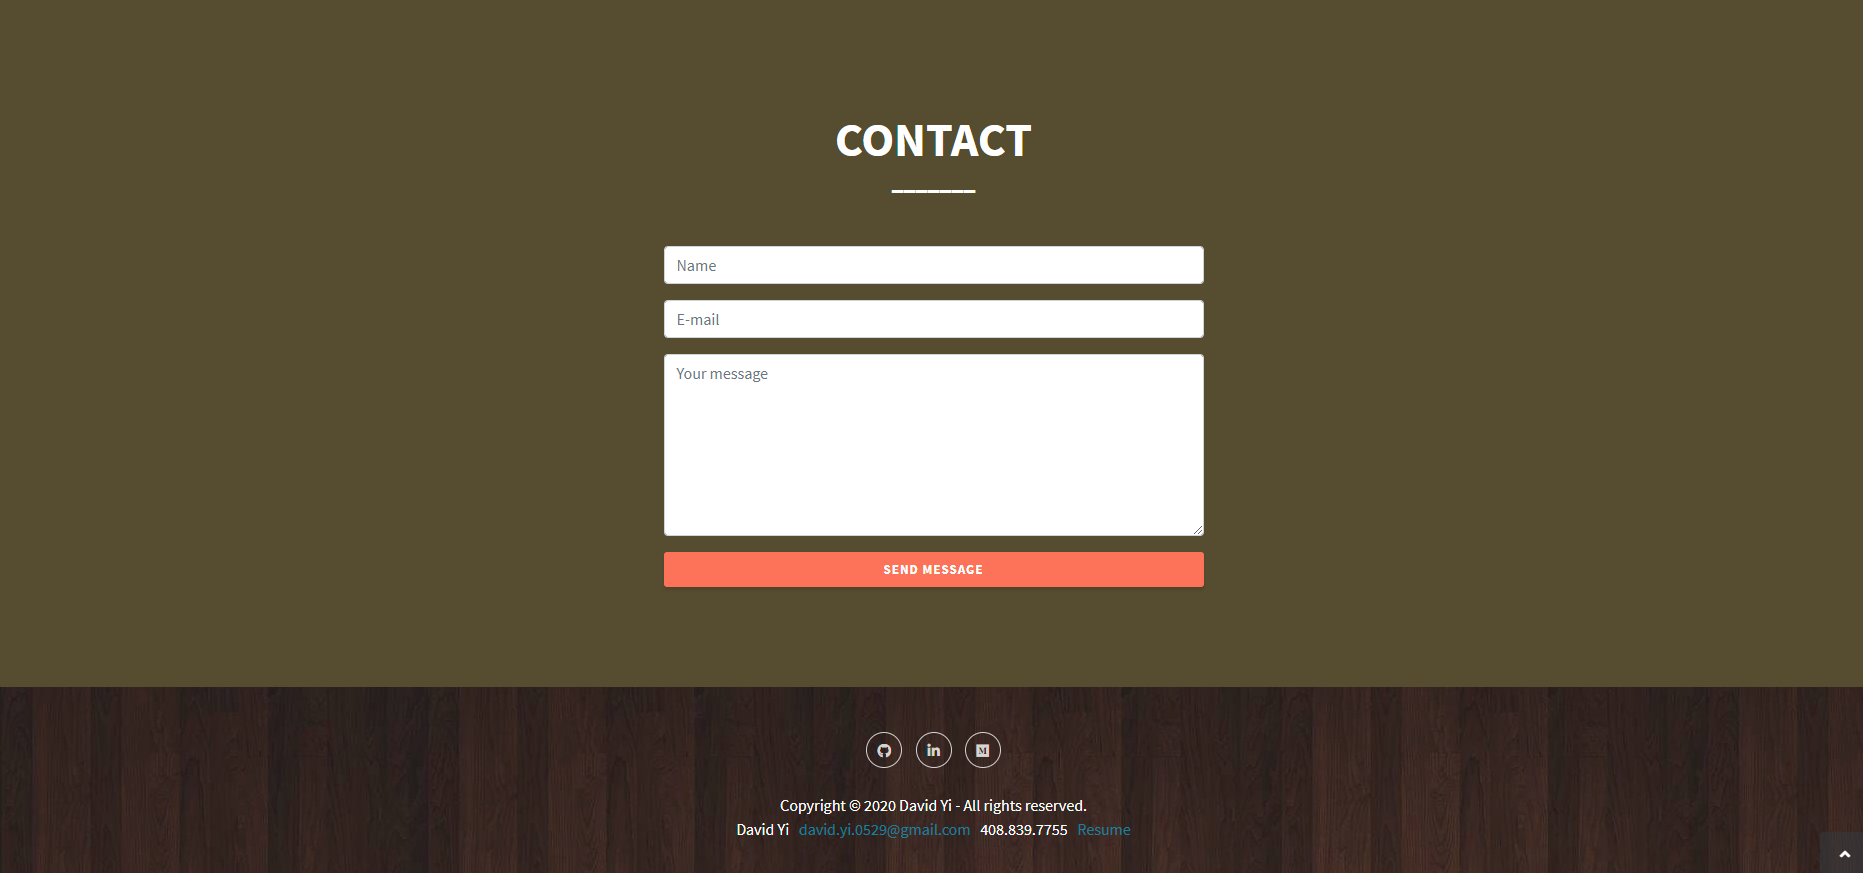 CONTACT
Name
E-mail
Your message
SEND MESSAGE
Copyright © 2020 David Yi - All rights reserved.
David Yi david.yi.0529@gmail.com 408.839.7755 Resume